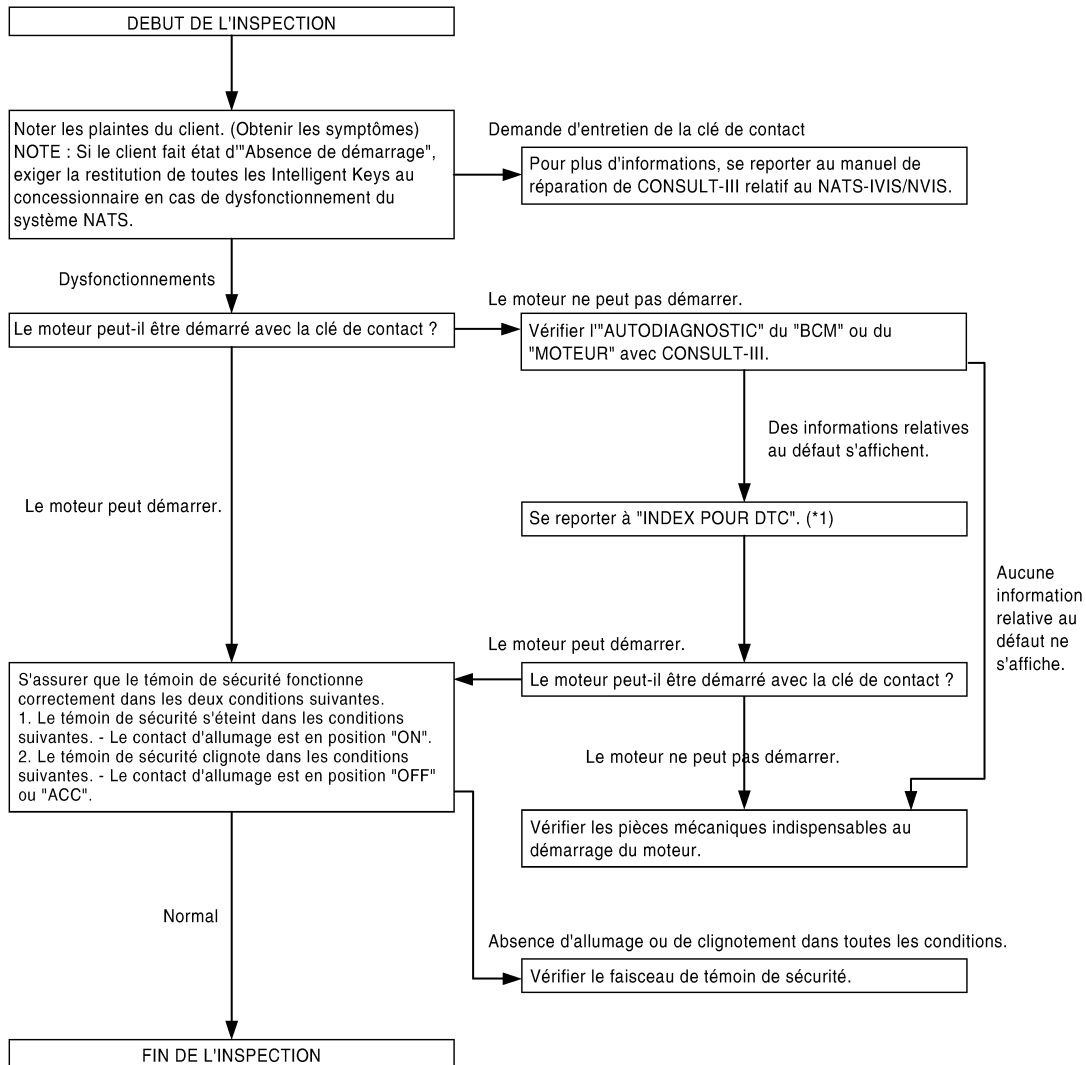 DEBUT DE L'INSPECTION
Noter les plaintes du client. (Obtenir les symptômes)
NOTE : Si le client fait état d'"Absence de démarrage",
exiger la restitution de toutes les Intelligent Keys au
concessionnaire en cas de dysfonctionnement du
système NATS.
Demande d'entretien de la clé de contact
Pour plus d'informations, se reporter au manuel de
réparation de CONSULT-III relatif au NATS-IVIS/NVIS.
Dysfonctionnements
Le moteur peut-il être démarré avec la clé de contact ?
Le moteur ne peut pas démarrer.
Vérifier l'"AUTODIAGNOSTIC" du "BCM" ou du
"MOTEUR" avec CONSULT-III.
Des informations relatives
au défaut s'affichent.
Le moteur peut démarrer.
Se reporter à "INDEX POUR DTC". (*1)
Aucune
information
relative au
défaut ne
s'affiche.
Le moteur peut démarrer.
Le moteur peut-il être démarré avec la clé de contact ?
S'assurer que le témoin de sécurité fonctionne
correctement dans les deux conditions suivantes.
1. Le témoin de sécurité s'éteint dans les conditions
suivantes. - Le contact d'allumage est en position "ON".
2. Le témoin de sécurité clignote dans les conditions
suivantes. - Le contact d'allumage est en position "OFF"
ou "ACC".
Le moteur ne peut pas démarrer.
Vérifier les pièces mécaniques indispensables au
démarrage du moteur.
Normal
Absence d'allumage ou de clignotement dans toutes les conditions.
Vérifier le faisceau de témoin de sécurité.
FIN DE L'INSPECTION